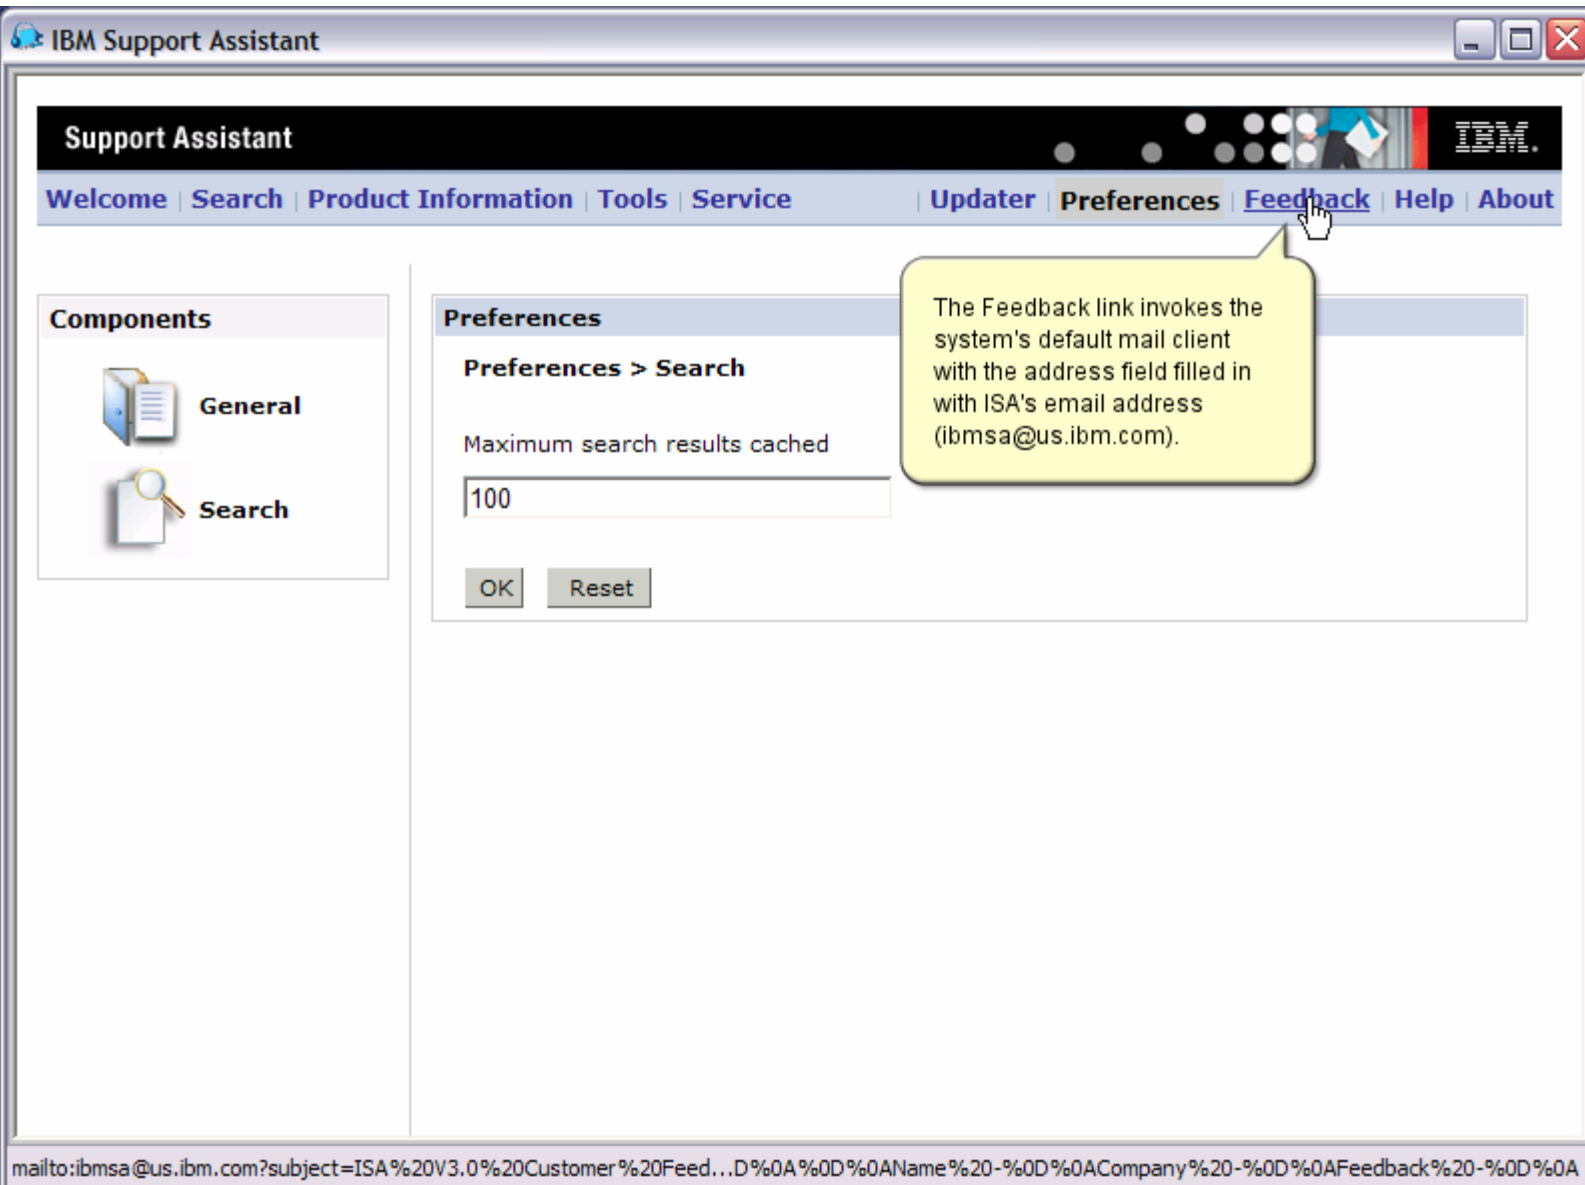 IBM Support Assistant
Support Assistant
IBM.
Welcome | Search | Product Information | Tools | Service | Updater | Preferences | Feedback | Help | About
Components
General
Search
Preferences
Preferences > Search
Maximum search results cached
100
OK Reset
The Feedback link invokes the
system's default mail client
with the address field filled in
with ISA's email address
(ibmsa@us.ibm.com).
mailto:ibmsa@us.ibm.com?subject=ISA%20V3.0%20Customer%20Feed...D%0A%0D%0AName%20-%0D%0ACompany%20-%0D%0AFeedback%20-%0D%0A